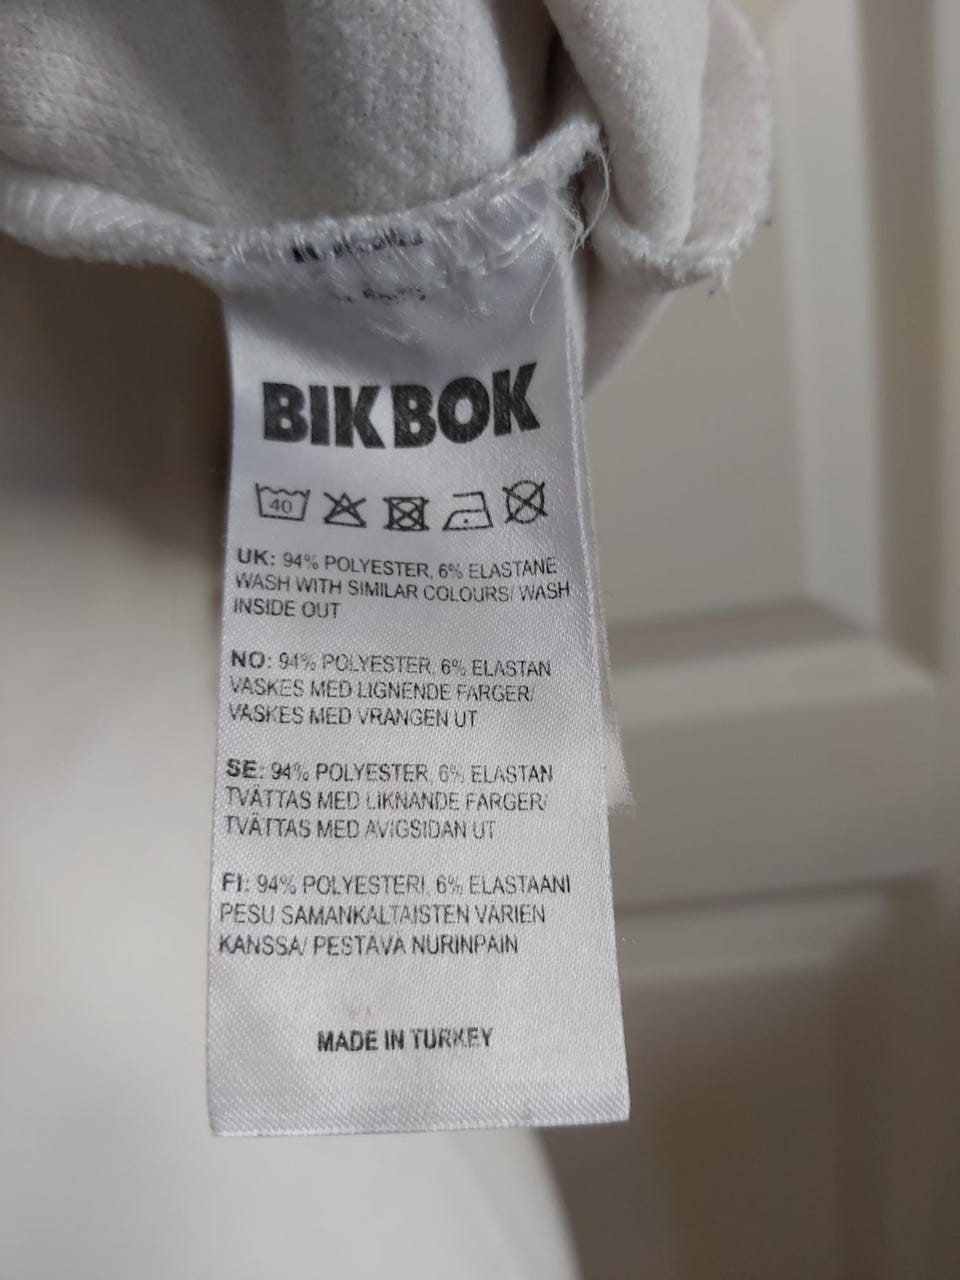 BIKBOK
40
UK: 94% POLYESTER, 6% ELASTANE
WASH WITH SIMILAR COLOURS/ WASH
INSIDE OUT
NO: 94% POLYESTER, 6% ELASTAN
VASKES MED LIGNENDE FARGER/
VASKES MED VRANGEN UT
SE: 94% POLYESTER, 6% ELASTAN
TVÄTTAS MED LIKNANDE FÄRGER/
TVÄTTAS MED AVIGSIDAN UT
FI: 94% POLYESTERI, 6% ELASTAANI
PESU SAMANKALTAISTEN VÄRIEN
KANSSA/ PESTÄVÄ NURINPÄIN
MADE IN TURKEY